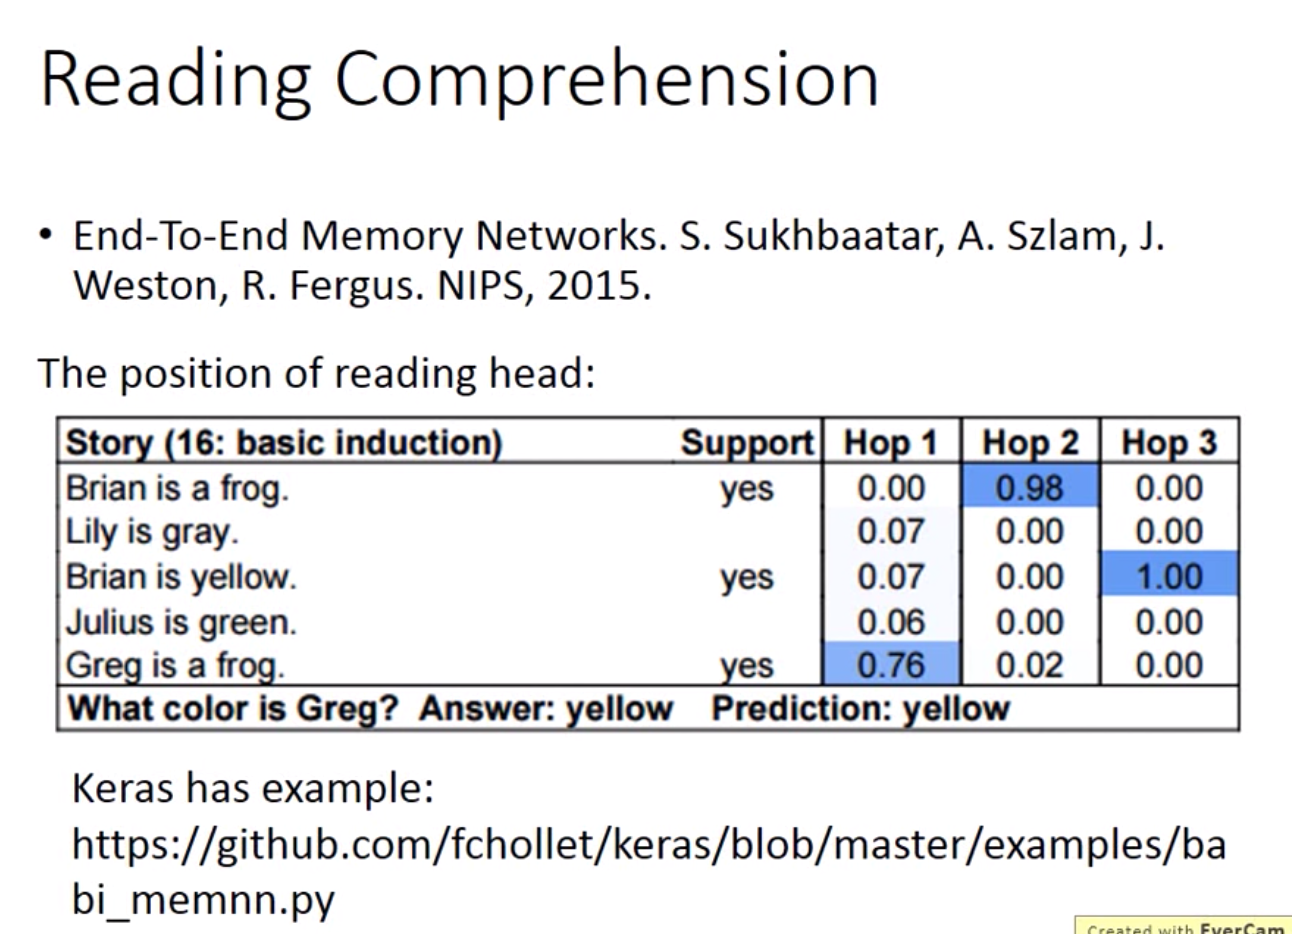 Reading Comprehension
• End-To-End Memory Networks. S. Sukhbaatar, A. Szlam, J.
Weston, R. Fergus. NIPS, 2015.
The position of reading head:
Story (16: basic induction) Support Hop 1 Hop 2 Hop 3
Brian is a frog. yes 0.00 0.98 0.00
Lily is gray. 0.07 0.00 0.00
Brian is yellow. yes 0.07 0.00 1.00
Julius is green. 0.06 0.00 0.00
Greg is a frog. yes 0.76 0.02 0.00
What color is Greg? Answer: yellow Prediction: yellow
Keras has example:
https://github.com/fchollet/keras/blob/master/examples/ba
bi_memnn.py
Created with EverCam